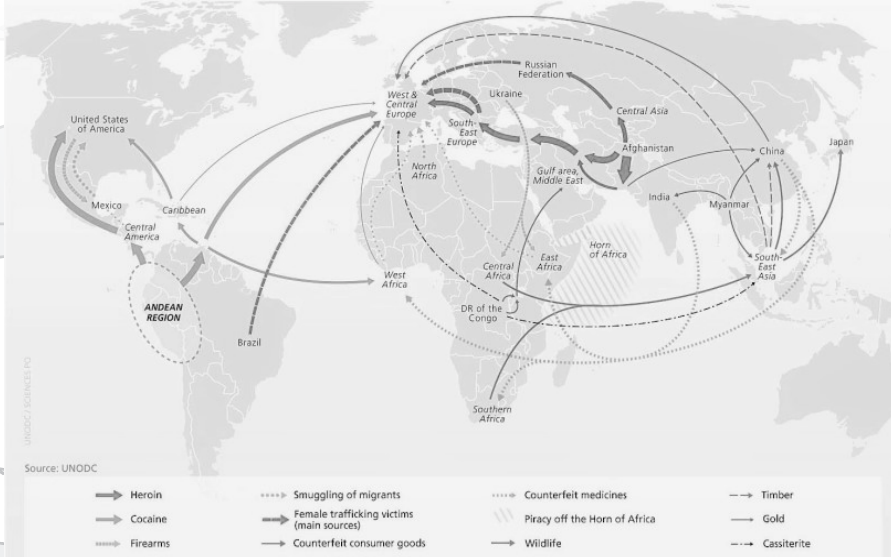 Russian
Federation
West &
Central
Europe
Ukraine
United States
of America
South-
East
Europe
Central Asia
Afghanistan
China
Japan
North
Africa
Gulf area,
Middle East
India
Myanmar
Mexico
Caribbean
Central
America
Horn
of Africa
Central
Africa
East
Africa
South-
East
Asia
West
Africa
ANDEAN
REGION
DR of the
Congo
Brazil
Southern
Africa
UNODC / SCIENCES PO
Source: UNODC
Heroin
Smuggling of migrants
Counterfeit medicines
Timber
Cocaine
Female trafficking victims
(main sources)
Piracy off the Horn of Africa
Gold
Firearms
Counterfeit consumer goods
Wildlife
Cassiterite